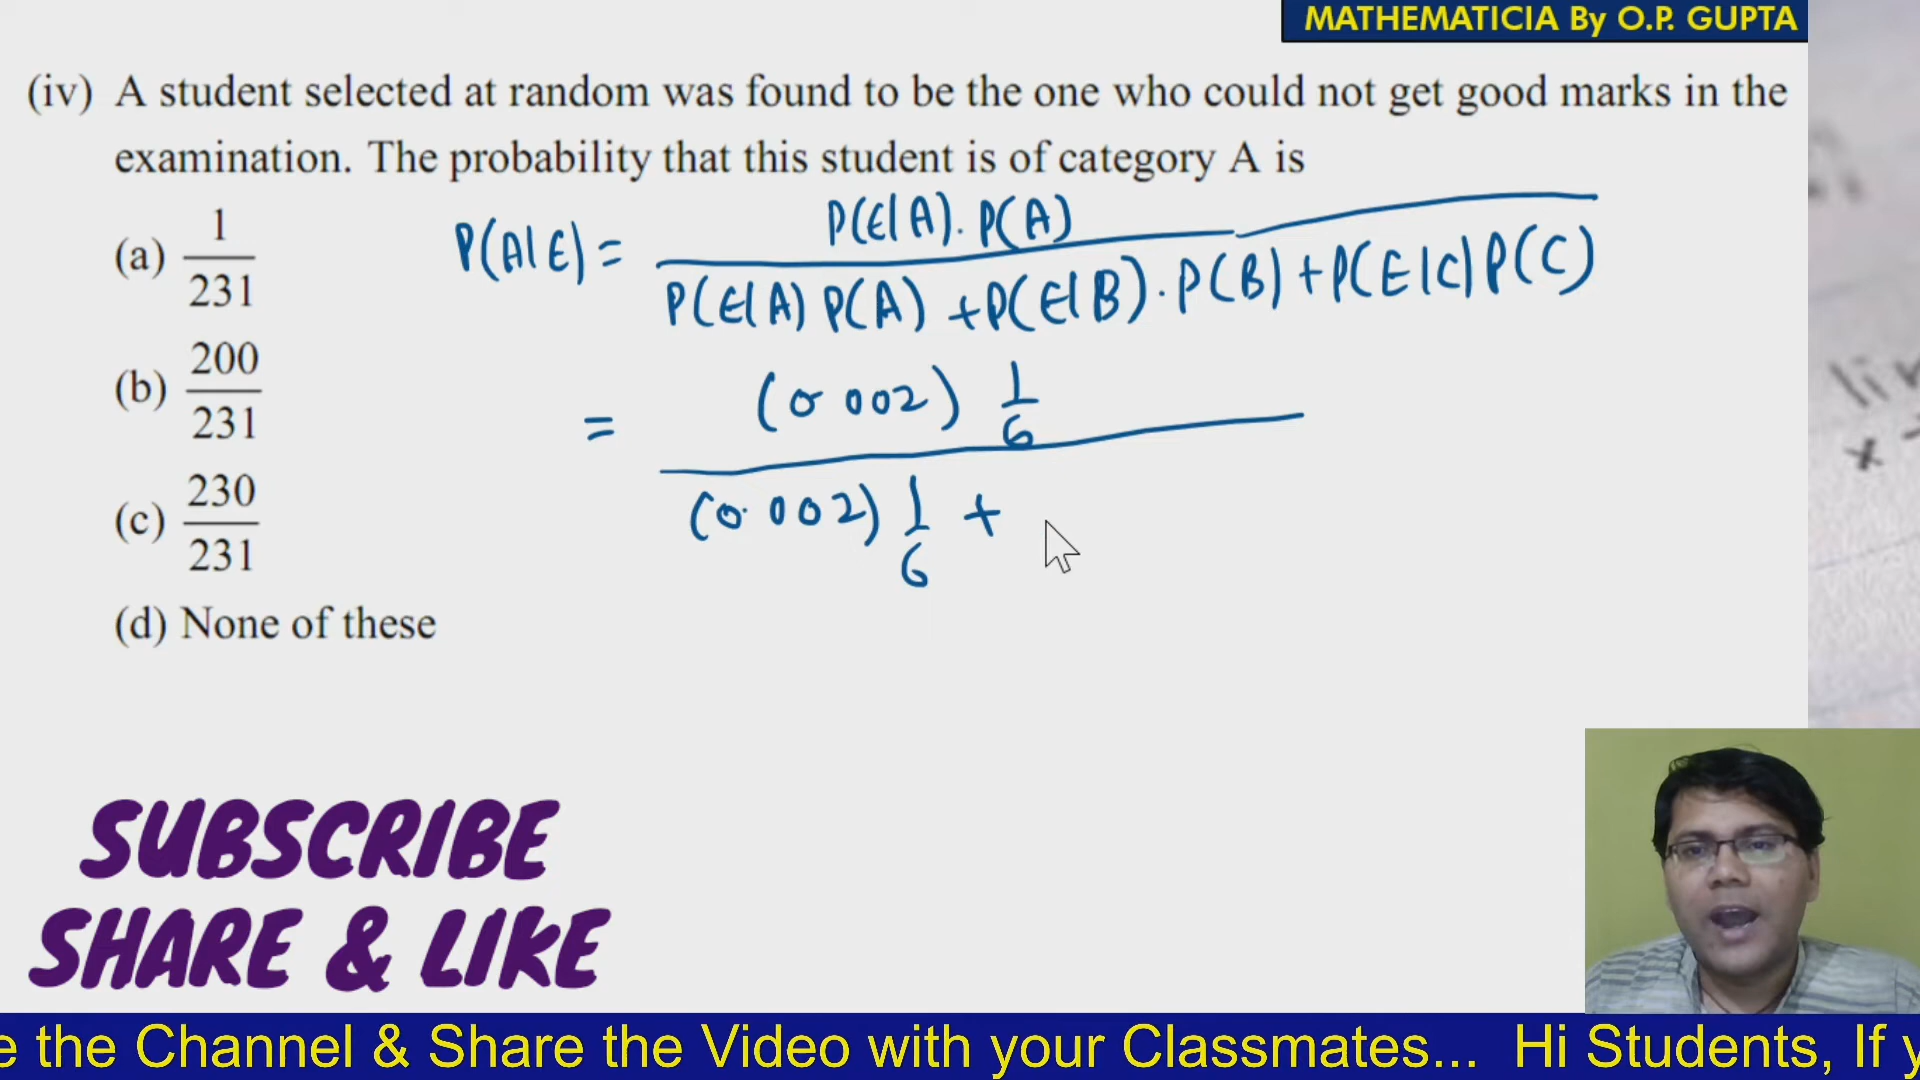 MATHEMATICIA By O.P. GUPTA
(iv) A student selected at random was found to be the one who could not get good marks in the
examination. The probability that this student is of category A is
(a) 1/231
(b) 200/231
(c) 230/231
(d) None of these
P(A|E) = P(E|A). P(A) / P(E|A) P(A) + P(E|B). P(B) + P(E|C) P(C)
= (0 002) 1/6 / (0.002) 1/6 +
SUBSCRIBE
SHARE & LIKE
e the Channel & Share the Video with your Classmates... Hi Students, If y